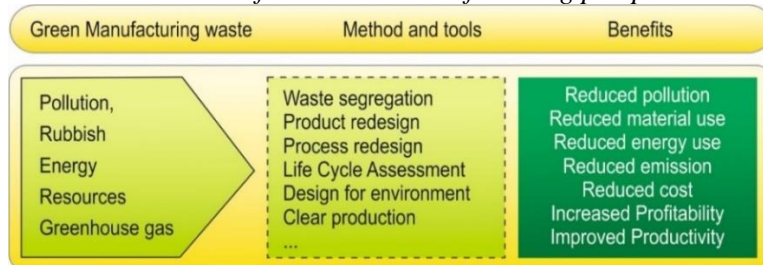 Green Manufacturing waste
Method and tools
Benefits
Pollution,
Rubbish
Energy
Resources
Greenhouse gas
Waste segregation
Product redesign
Process redesign
Life Cycle Assessment
Design for environment
Clear production
...
Reduced pollution
Reduced material use
Reduced energy use
Reduced emission
Reduced cost
Increased Profitability
Improved Productivity